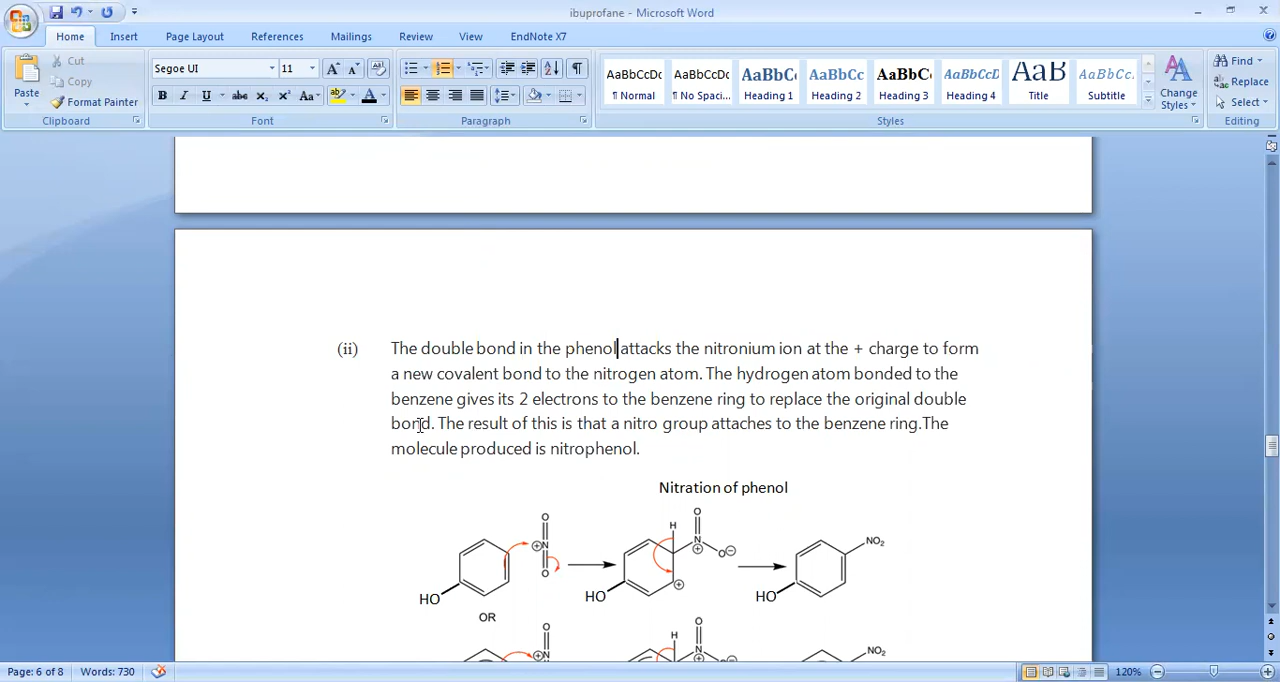 ibuprofane - Microsoft Word
Home Insert Page Layout References Mailings Review View EndNote X7
Cut
Copy
Paste
Format Painter
Clipboard
Segoe UI 11
B I U abc X₂ X² Aa
Font
Paragraph
AaBbCcDc AaBbCcDc AaBbC( AaBbCc AaBbC( AaBbCcD AaB AaBbCcL
¶ Normal ¶ No Spaci... Heading 1 Heading 2 Heading 3 Heading 4 Title Subtitle
Change Styles
Styles
Find
Replace
Select
Editing
(ii) The double bond in the phenol attacks the nitronium ion at the + charge to form
a new covalent bond to the nitrogen atom. The hydrogen atom bonded to the
benzene gives its 2 electrons to the benzene ring to replace the original double
bond. The result of this is that a nitro group attaches to the benzene ring.The
molecule produced is nitrophenol.
Nitration of phenol
O O
H
N N O NO₂
O
HO HO HO
OR
O O
H
N N NO₂
Page: 6 of 8 Words: 730 120%